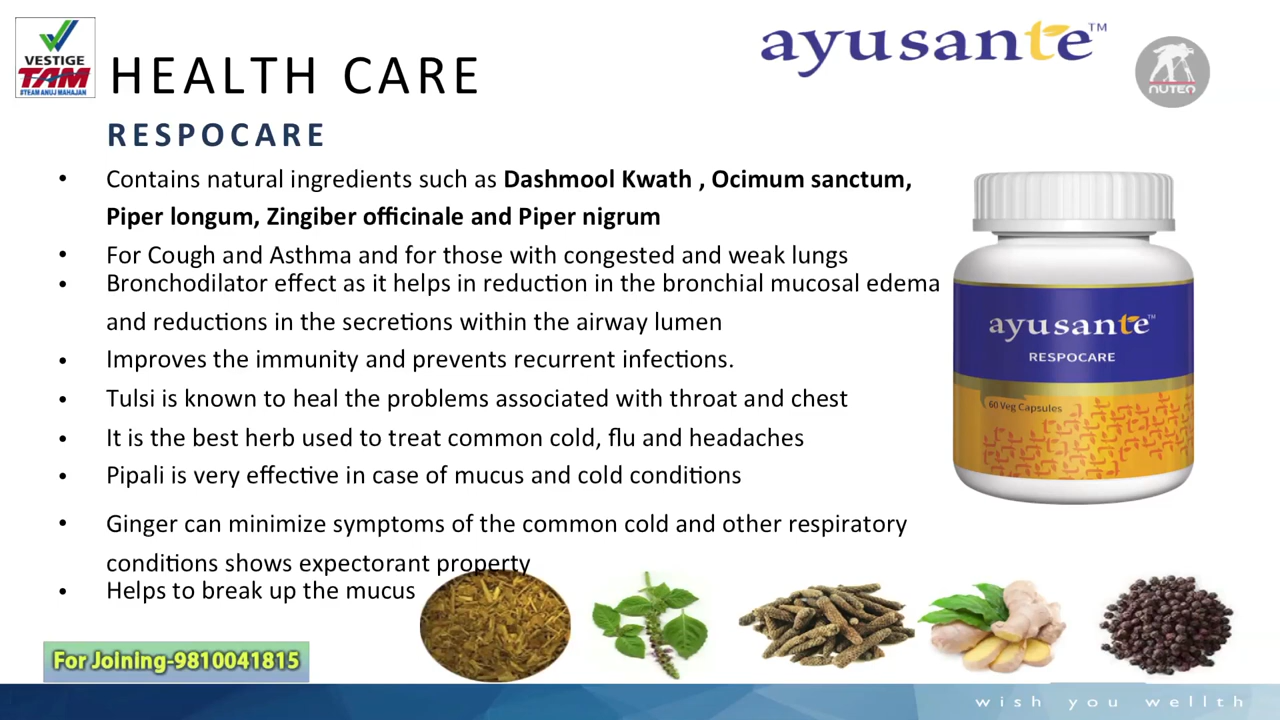 VESTIGE
TAM
#TEAM ANUJ MAHAJAN
HEALTH CARE
ayusante™
NUTEQ
RESPOCARE
• Contains natural ingredients such as Dashmool Kwath , Ocimum sanctum,
Piper longum, Zingiber officinale and Piper nigrum
• For Cough and Asthma and for those with congested and weak lungs
• Bronchodilator effect as it helps in reduction in the bronchial mucosal edema
and reductions in the secretions within the airway lumen
• Improves the immunity and prevents recurrent infections.
• Tulsi is known to heal the problems associated with throat and chest
• It is the best herb used to treat common cold, flu and headaches
• Pipali is very effective in case of mucus and cold conditions
• Ginger can minimize symptoms of the common cold and other respiratory
conditions shows expectorant property
• Helps to break up the mucus
ayusante™
RESPOCARE
60 Veg Capsules
For Joining-9810041815
wish you wellth